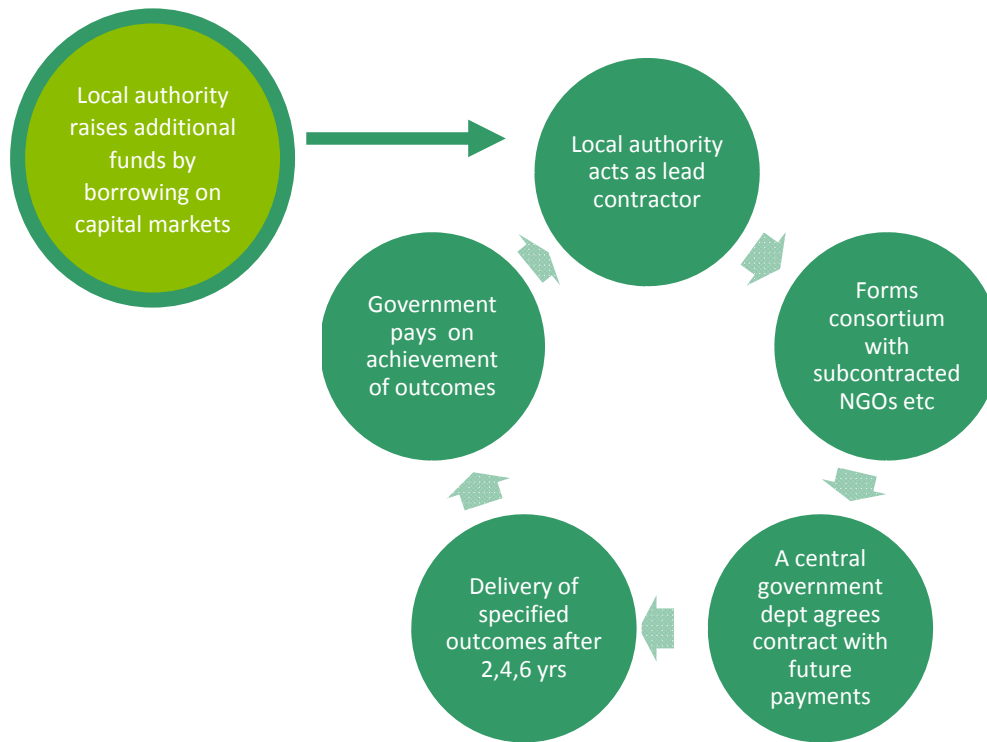 Local authority
raises additional
funds by
borrowing on
capital markets
Local authority
acts as lead
contractor
Forms
consortium
with
subcontracted
NGOs etc
A central
government
dept agrees
contract with
future
payments
Delivery of
specified
outcomes after
2,4,6 yrs
Government
pays on
achievement
of outcomes